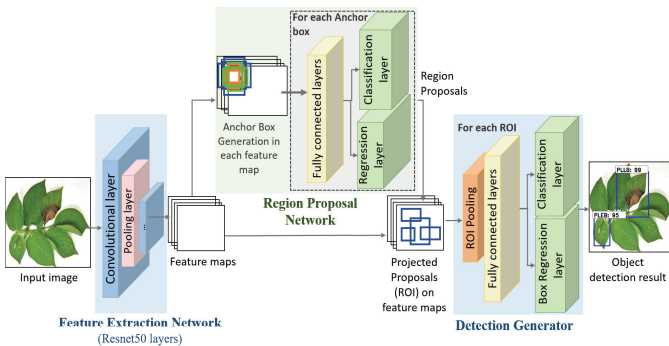 For each Anchor
box
Anchor Box
Generation in
each feature
map
Fully connected layers
Classification
layer
Regression
layer
Region
Proposals
Region Proposal
Network
Input image
Convolutional layer
Pooling layer
...
Feature maps
Feature Extraction Network
(Resnet50 layers)
Projected
Proposals
(ROI) on
feature maps
For each ROI
ROI Pooling
Fully connected layers
Classification
layer
Box Regression
layer
Detection Generator
PLLB: 99
PLEB: 95
Object
detection result